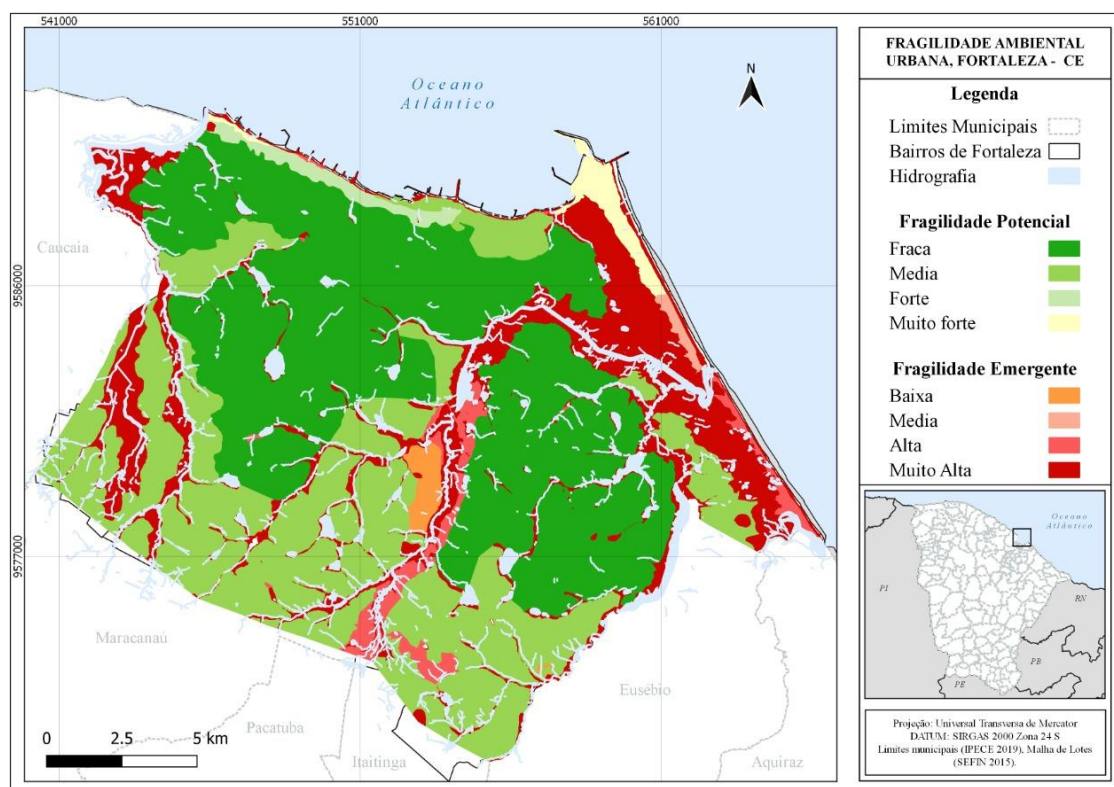 541000
551000
561000
9586000
9577000
Oceano
Atlântico
N
Caucaia
Maracanaú
Pacatuba
Itaitinga
Eusébio
Aquiraz
0
2.5
5 km
FRAGILIDADE AMBIENTAL
URBANA, FORTALEZA - CE
Legenda
Limites Municipais
Bairros de Fortaleza
Hidrografia
Fragilidade Potencial
Fraca
Media
Forte
Muito forte
Fragilidade Emergente
Baixa
Media
Alta
Muito Alta
Oceano
Atlântico
PI
RN
PB
PE
Projeção: Universal Transversa de Mercator
DATUM: SIRGAS 2000 Zona 24 S
Limites municipais (IPECE 2019), Malha de Lotes
(SEFIN 2015).